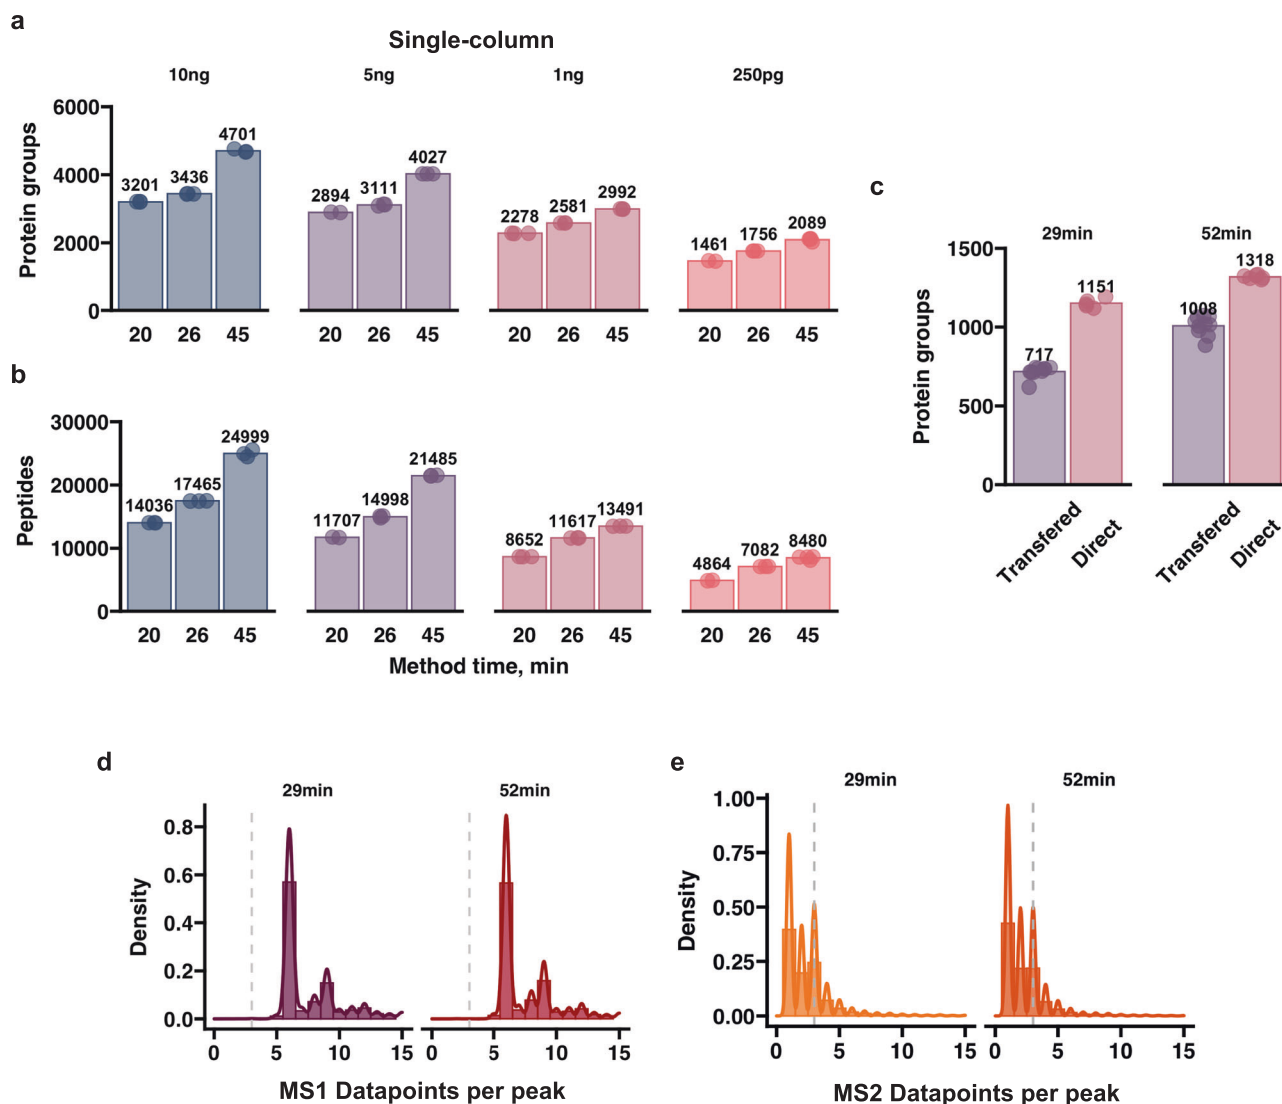 a
Single-column
10ng 5ng 1ng 250pg
Protein groups
6000
4000
2000
0
3201 3436 4701
2894 3111 4027
2278 2581 2992
1461 1756 2089
20 26 45 20 26 45 20 26 45 20 26 45
b
Peptides
30000
20000
10000
0
14036 17465 24999
11707 14998 21485
8652 11617 13491
4864 7082 8480
20 26 45 20 26 45 20 26 45 20 26 45
Method time, min
c
29min 52min
Protein groups
1500
1000
500
0
717 1151
1008 1318
Transfered Direct Transfered Direct
d
29min 52min
Density
0.8
0.6
0.4
0.2
0.0
0 5 10 15 0 5 10 15
MS1 Datapoints per peak
e
29min 52min
Density
1.00
0.75
0.50
0.25
0.00
0 5 10 15 0 5 10 15
MS2 Datapoints per peak